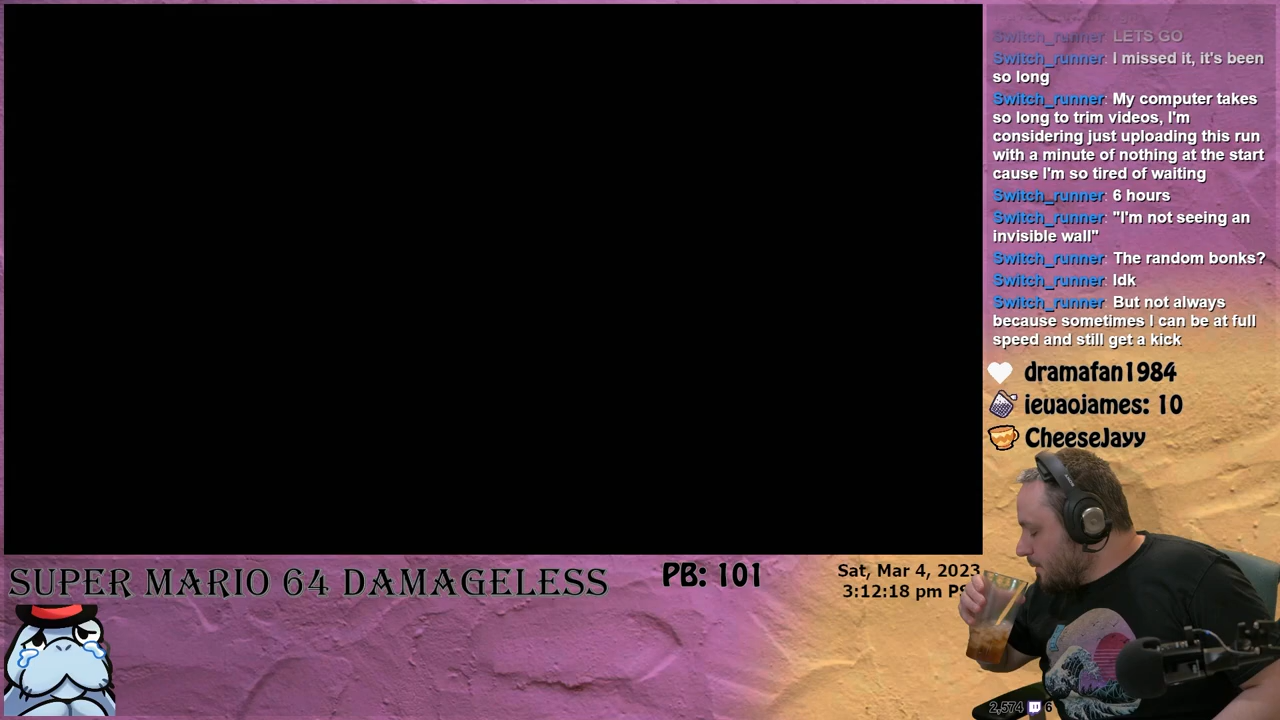 Switch_runner: LETS GO
Switch_runner: I missed it, it's been
so long
Switch_runner: My computer takes
so long to trim videos, I'm
considering just uploading this run
with a minute of nothing at the start
cause I'm so tired of waiting
Switch_runner: 6 hours
Switch_runner: "I'm not seeing an
invisible wall"
Switch_runner: The random bonks?
Switch_runner: Idk
Switch_runner: But not always
because sometimes I can be at full
speed and still get a kick
dramafan1984
ieuaojames: 10
CheeseJayy
SUPER MARIO 64 DAMAGELESS
PB: 101
Sat, Mar 4, 2023
3:12:18 pm
2,574 6